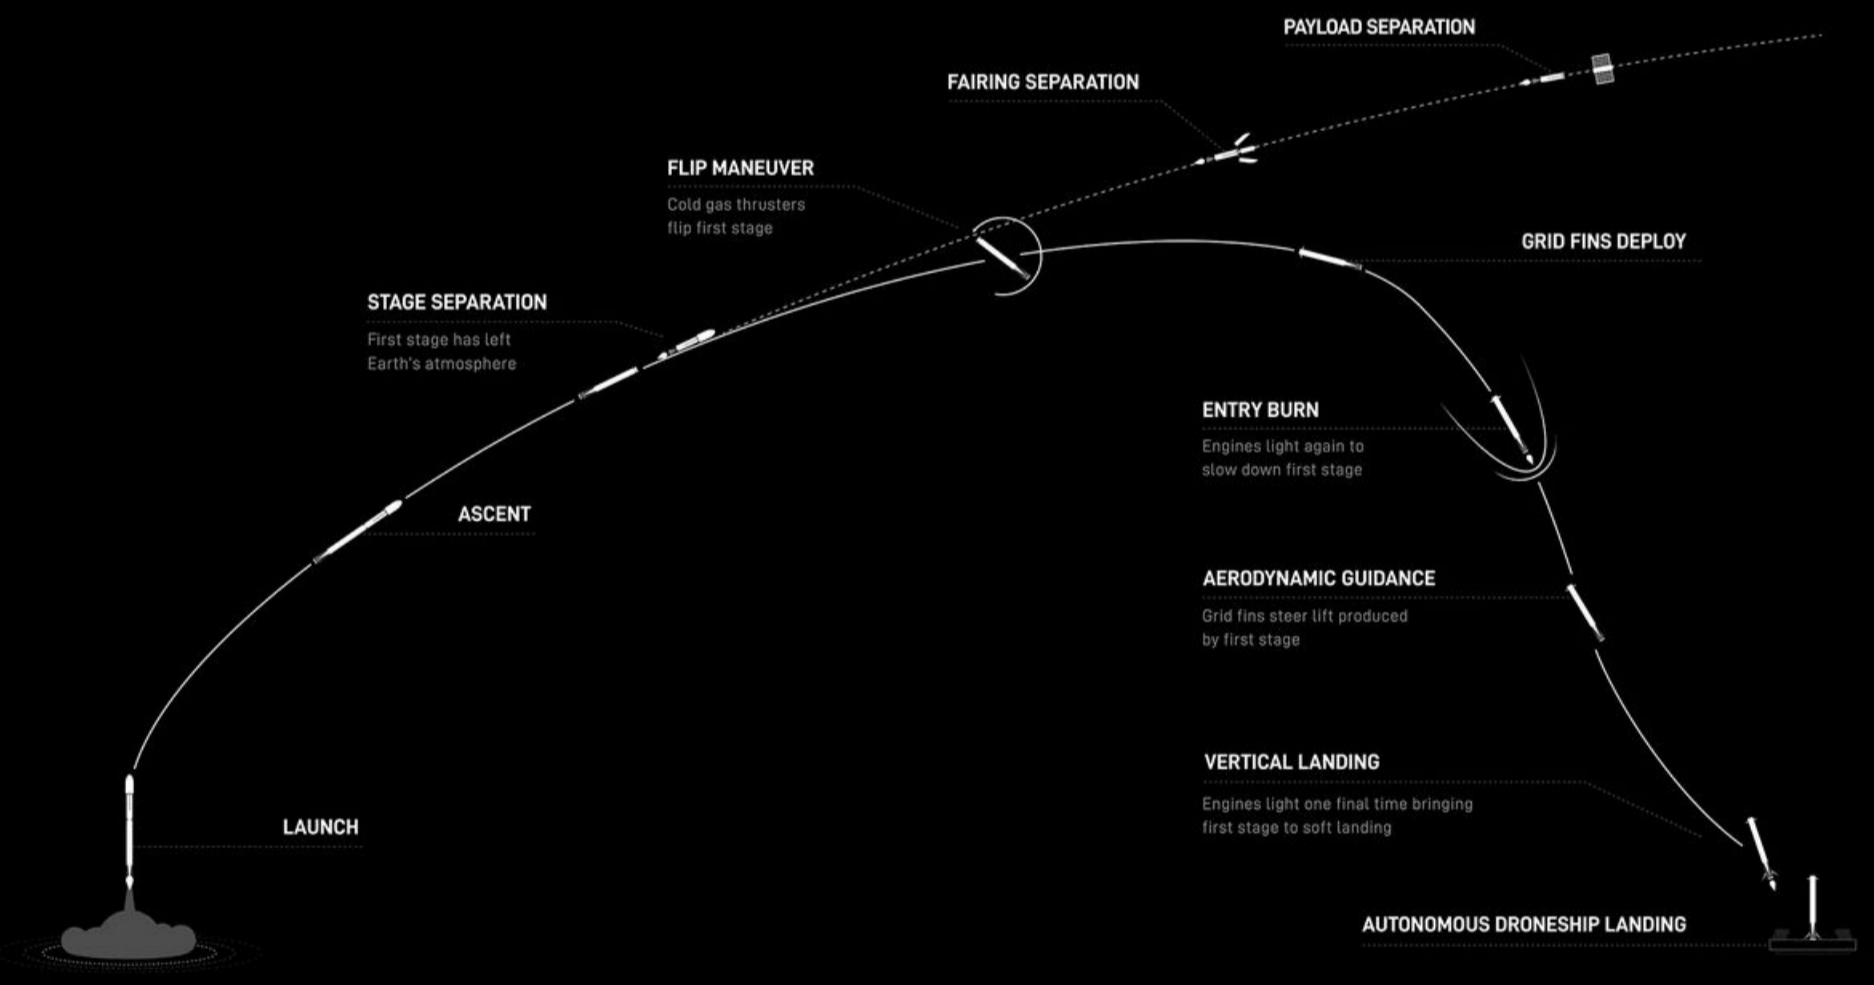 PAYLOAD SEPARATION
FAIRING SEPARATION
FLIP MANEUVER
Cold gas thrusters
flip first stage
GRID FINS DEPLOY
STAGE SEPARATION
First stage has left
Earth's atmosphere
ENTRY BURN
Engines light again to
slow down first stage
ASCENT
AERODYNAMIC GUIDANCE
Grid fins steer lift produced
by first stage
VERTICAL LANDING
Engines light one final time bringing
first stage to soft landing
LAUNCH
AUTONOMOUS DRONESHIP LANDING